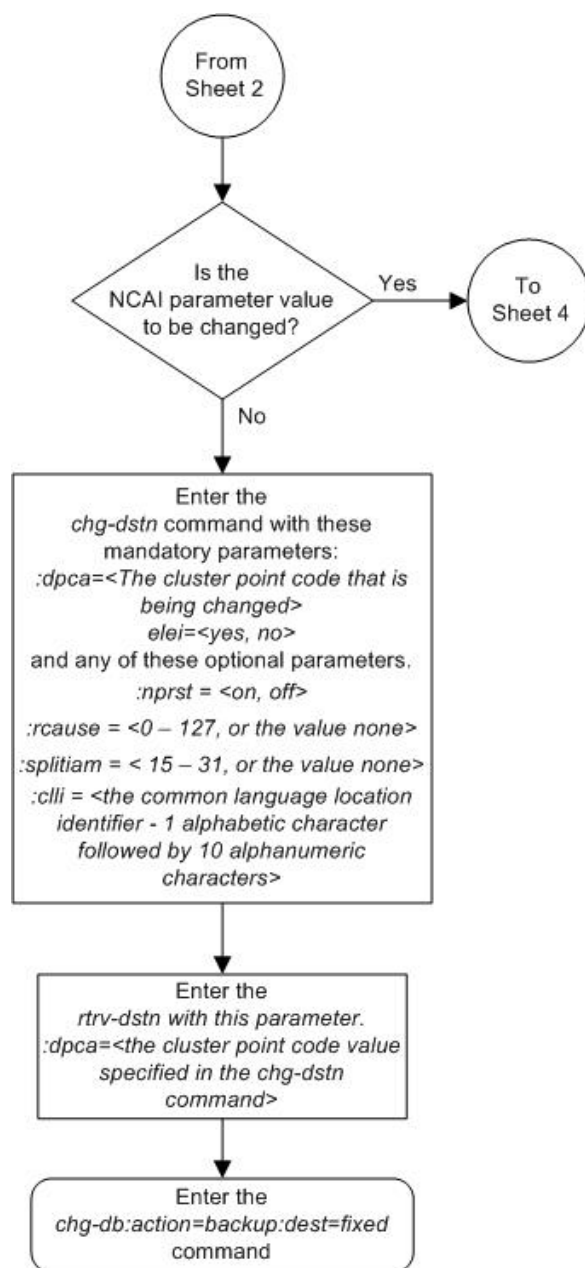 From
Sheet 2
Is the
NCAI parameter value
to be changed?
Yes
To
Sheet 4
No
Enter the
chg-dstn command with these
mandatory parameters:
:dpca=<The cluster point code that is
being changed>
elei=<yes, no>
and any of these optional parameters.
:nprst = <on, off>
:rcause = <0 – 127, or the value none>
:splitiam = < 15 – 31, or the value none>
:clli = <the common language location
identifier - 1 alphabetic character
followed by 10 alphanumeric
characters>
Enter the
rtrv-dstn with this parameter.
:dpca=<the cluster point code value
specified in the chg-dstn
command>
Enter the
chg-db:action=backup:dest=fixed
command